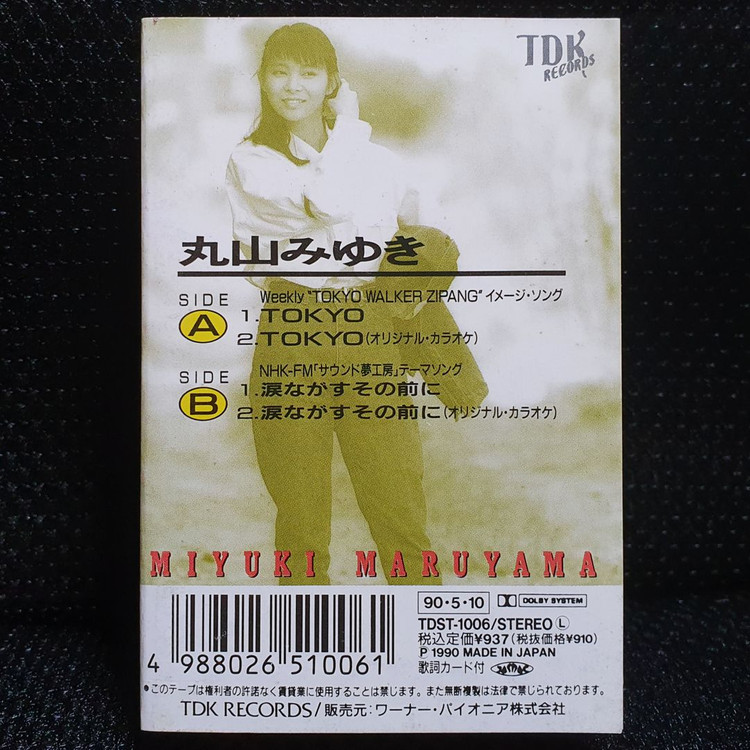 TDK
RECORDS
丸山みゆき
SIDE A
Weekly "TOKYO WALKER ZIPANG" イメージ・ソング
1.TOKYO
2.TOKYO(オリジナル・カラオケ)
SIDE B
NHK-FM「サウンド夢工房」テーマソング
1.涙ながすその前に
2.涙ながすその前に(オリジナル・カラオケ)
MIYUKI MARUYAMA
90・5・10 DOLBY SYSTEM
TDST-1006/STEREO Ⓛ
税込定価¥937(税抜価格¥910)
P 1990 MADE IN JAPAN
歌詞カード付
4 988026 510061
●このテープは権利者の許諾なく賃貸業に使用することは禁じます。また無断複製は法律で禁じられております。
TDK RECORDS/販売元:ワーナー・パイオニア株式会社